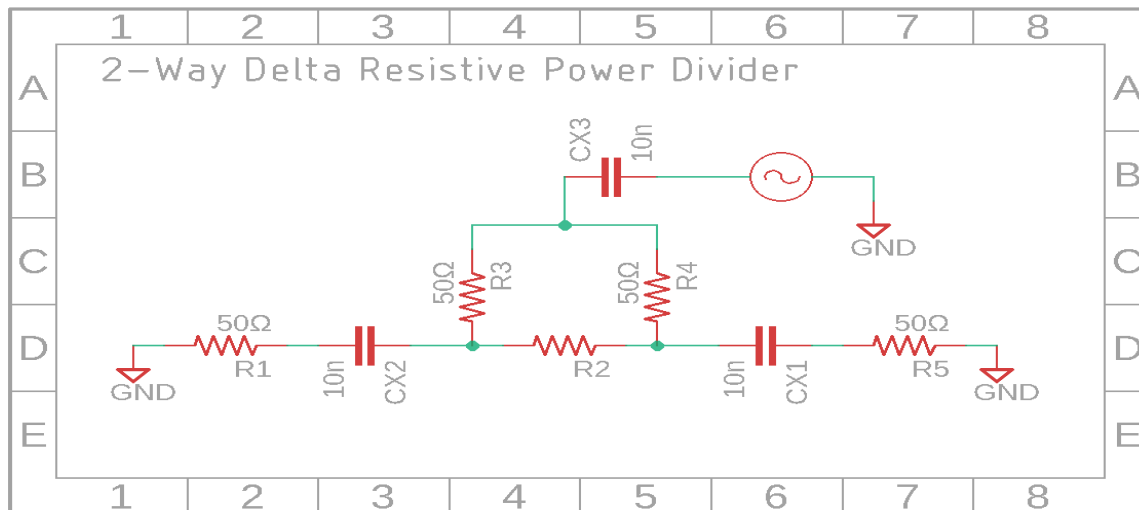 1 2 3 4 5 6 7 8
2-Way Delta Resistive Power Divider
A A
CX3 10n
B B
GND
C C
50Ω R3 50Ω R4
50Ω 50Ω
D D
R1 R2 R5
10n CX2 10n CX1
GND GND
E E
1 2 3 4 5 6 7 8